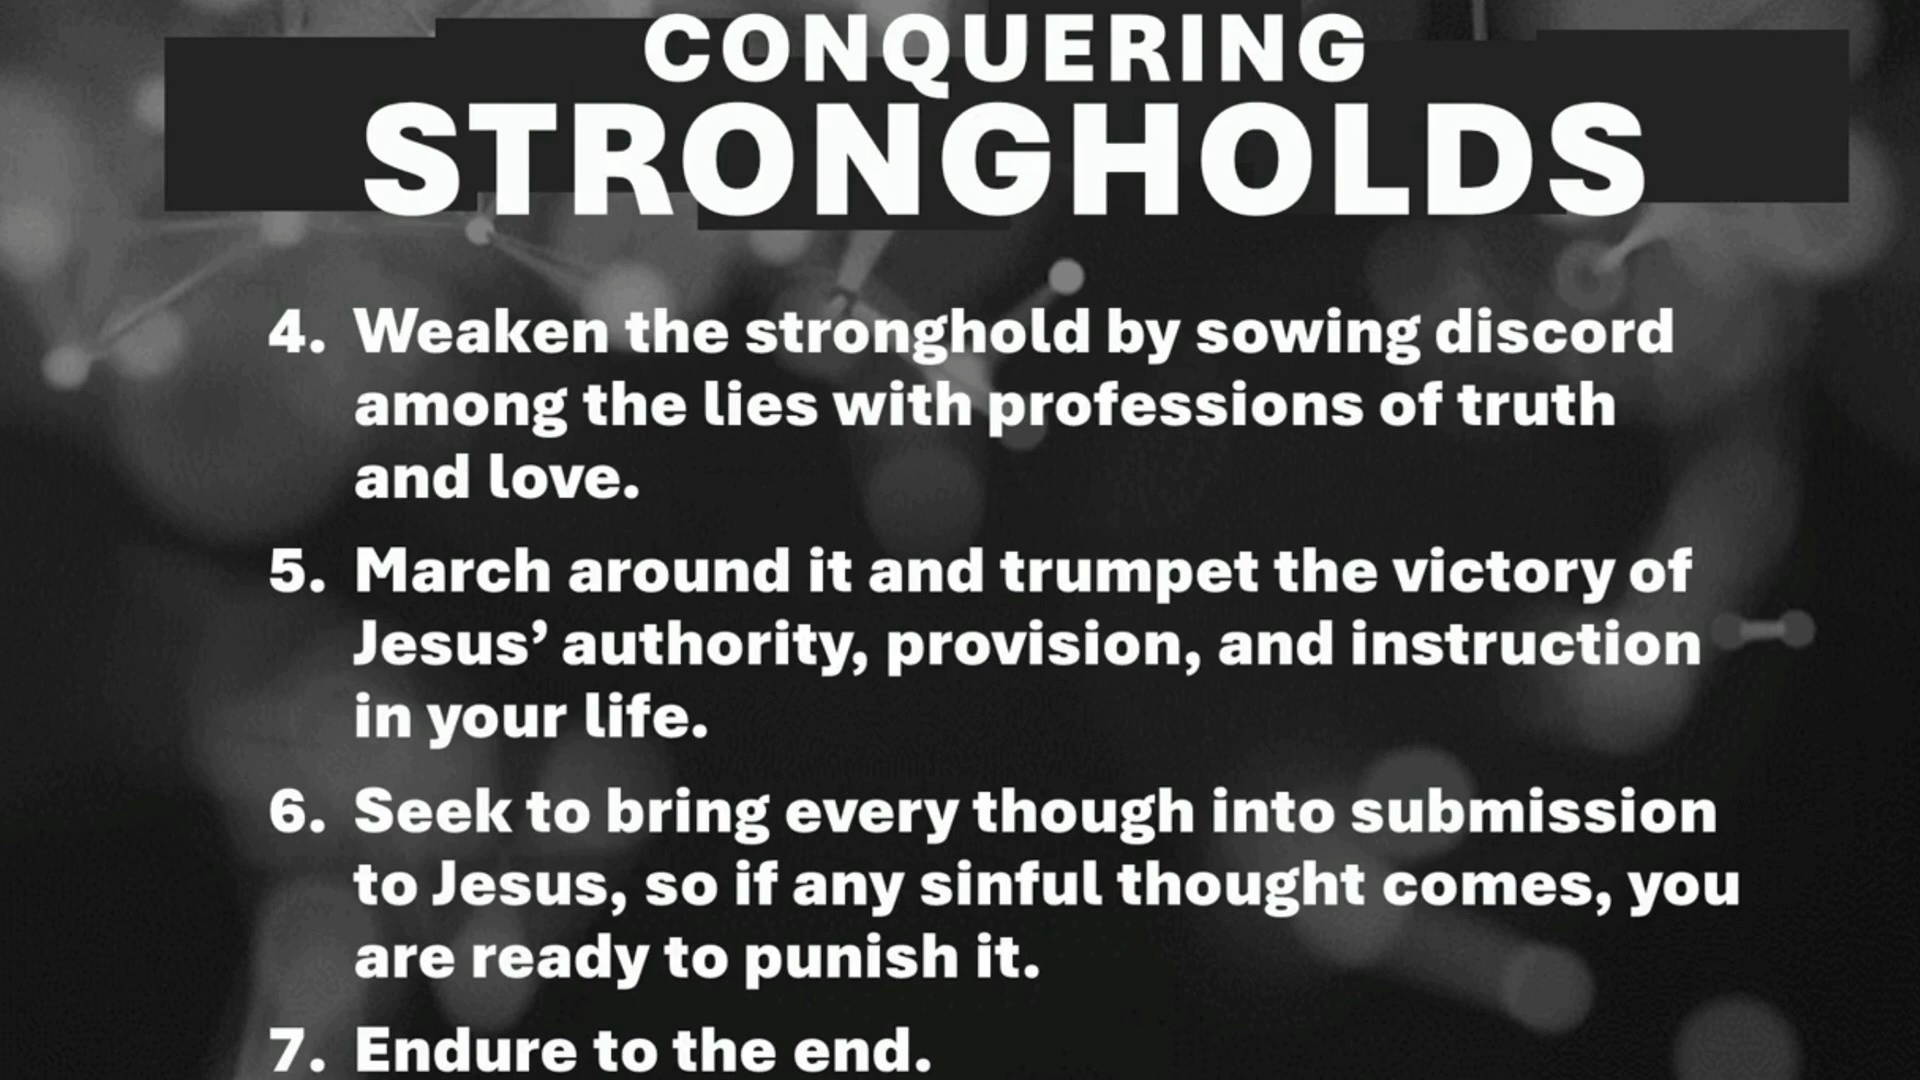 CONQUERING
STRONGHOLDS
4. Weaken the stronghold by sowing discord
among the lies with professions of truth
and love.
5. March around it and trumpet the victory of
Jesus’ authority, provision, and instruction
in your life.
6. Seek to bring every though into submission
to Jesus, so if any sinful thought comes, you
are ready to punish it.
7. Endure to the end.